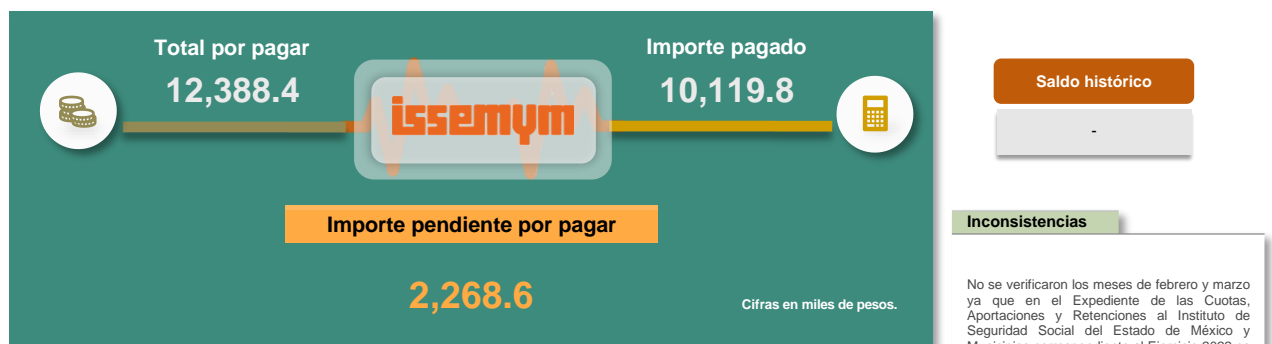 Total por pagar
12,388.4
issemym
Importe pagado
10,119.8
Importe pendiente por pagar
2,268.6
Cifras en miles de pesos.
Saldo histórico
-
Inconsistencias
No se verificaron los meses de febrero y marzo
ya que en el Expediente de las Cuotas,
Aportaciones y Retenciones al Instituto de
Seguridad Social del Estado de México y